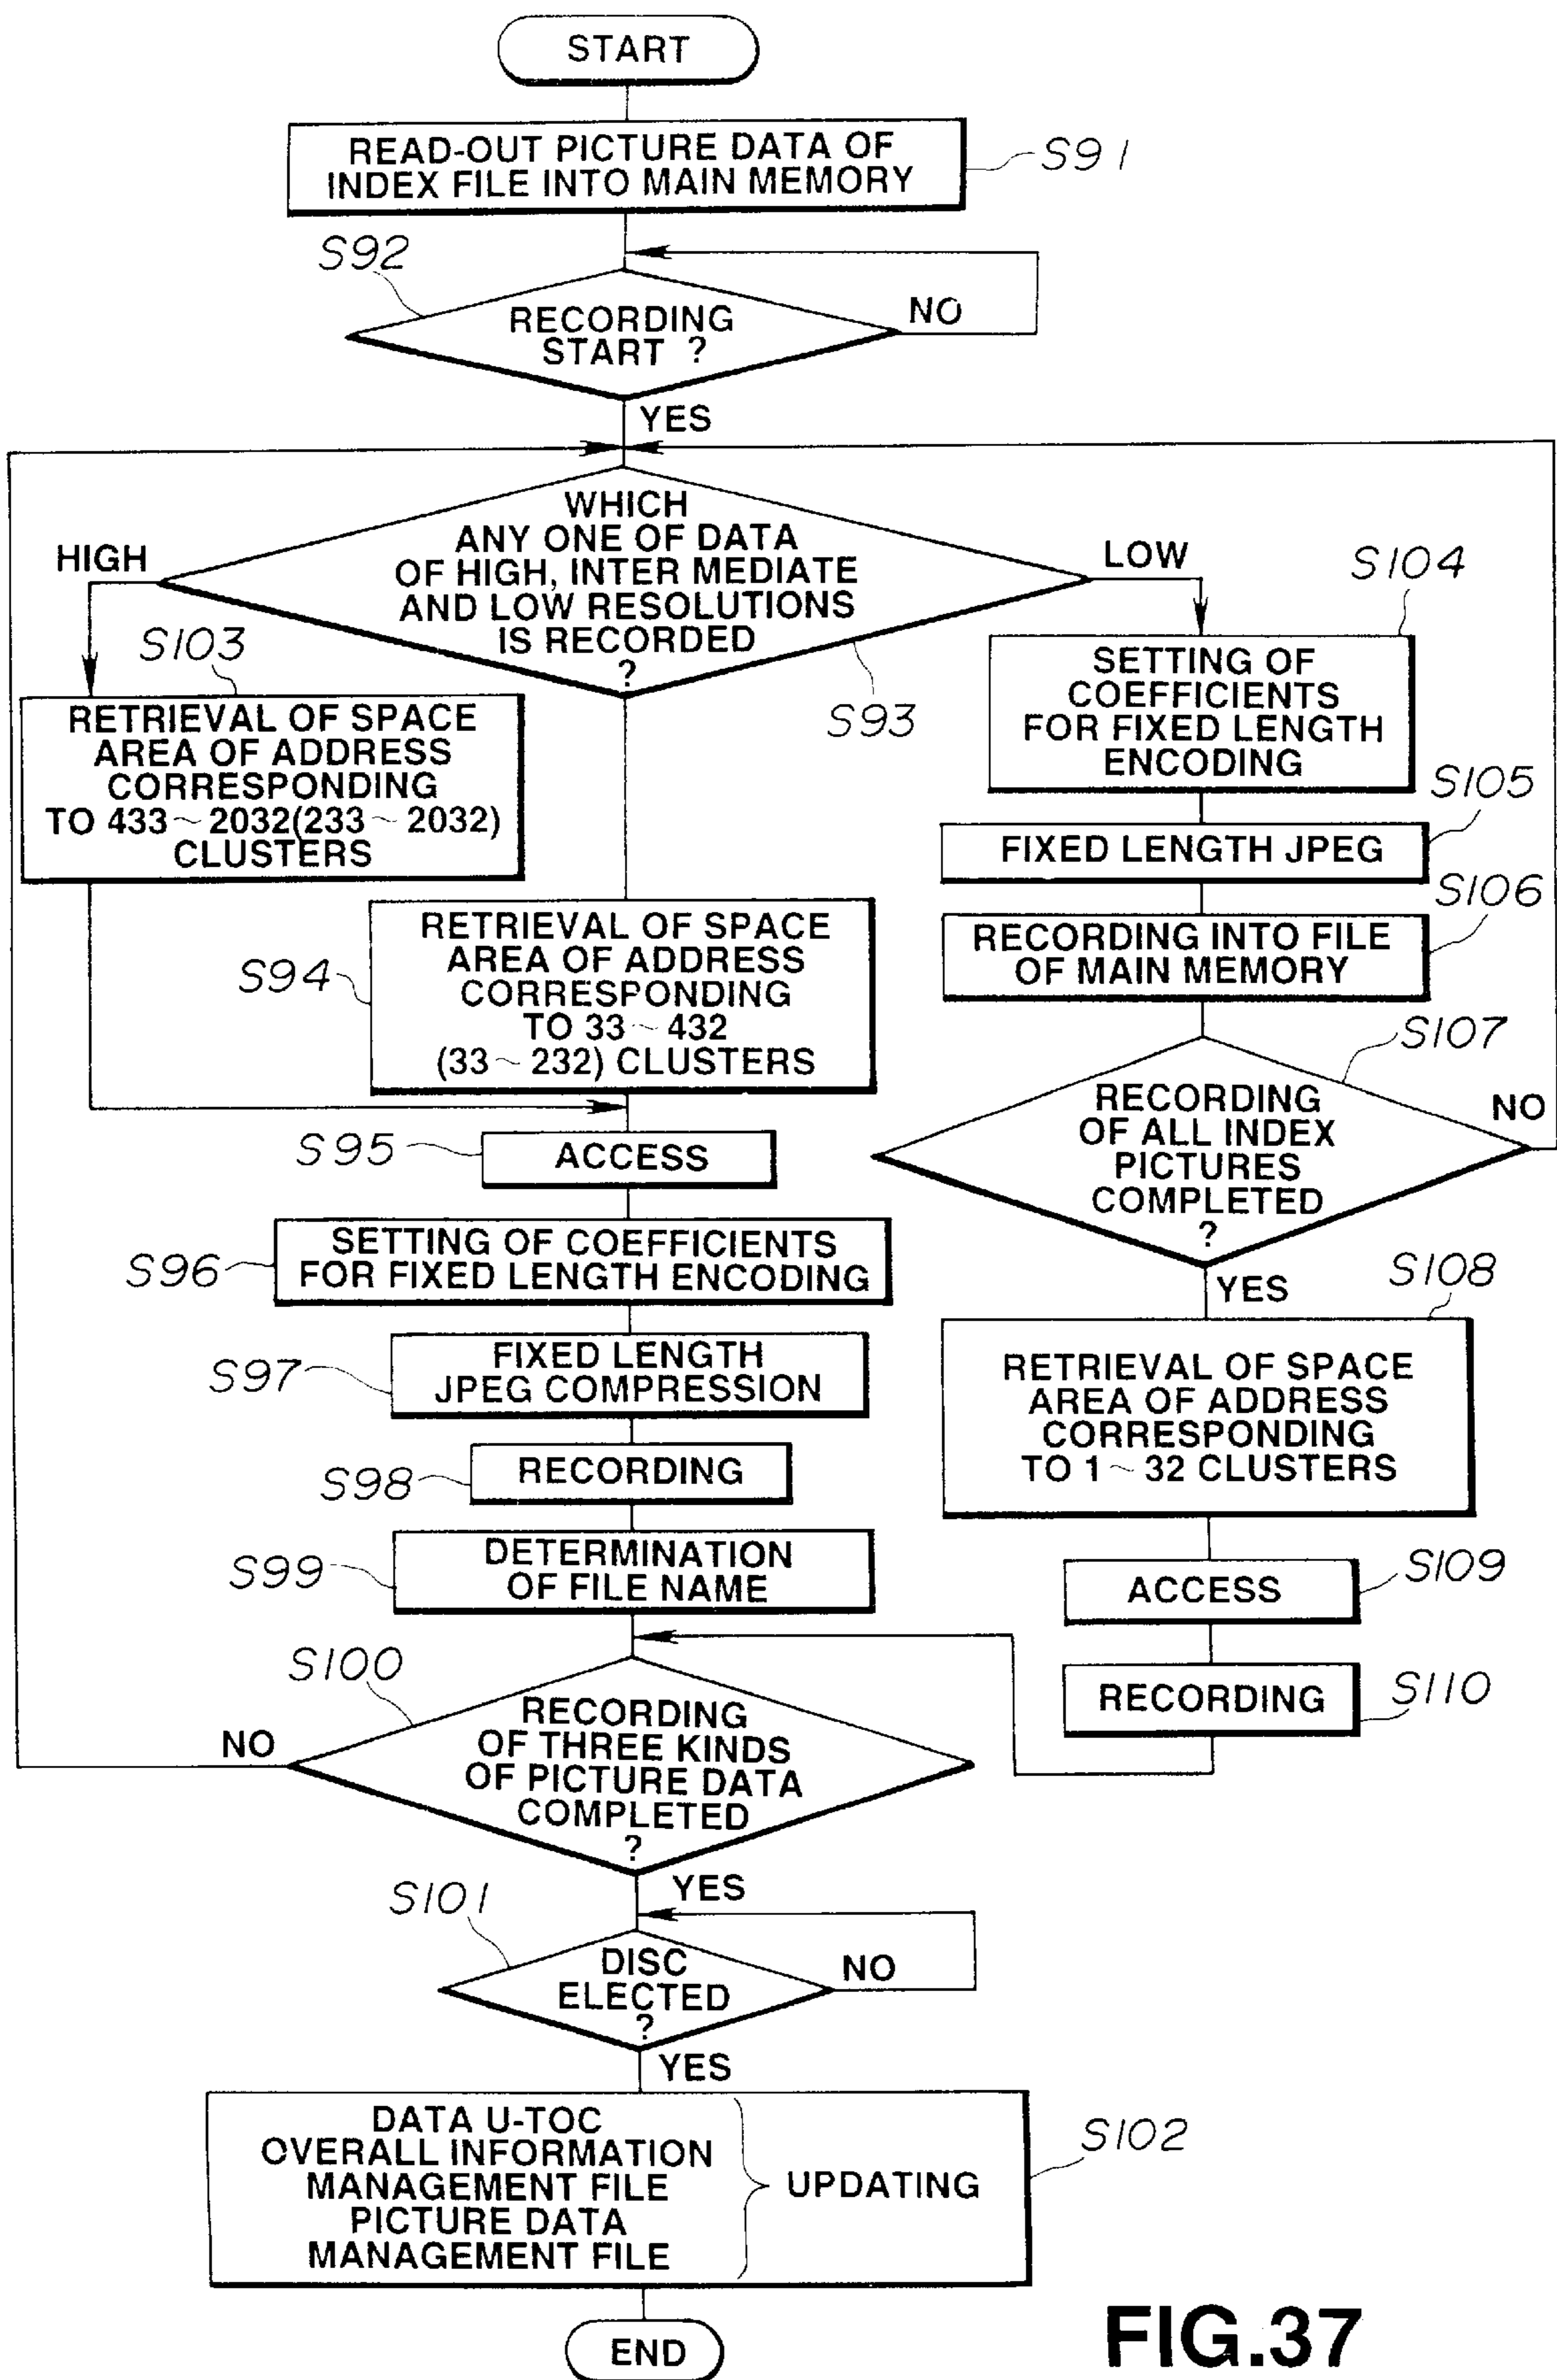 START
READ-OUT PICTURE DATA OF
INDEX FILE INTO MAIN MEMORY
S91
S92
RECORDING
START ?
NO
YES
WHICH
ANY ONE OF DATA
OF HIGH, INTER MEDIATE
AND LOW RESOLUTIONS
IS RECORDED
?
HIGH
LOW
S93
S103
RETRIEVAL OF SPACE
AREA OF ADDRESS
CORRESPONDING
TO 433~2032(233~2032)
CLUSTERS
S104
SETTING OF
COEFFICIENTS
FOR FIXED LENGTH
ENCODING
S105
FIXED LENGTH JPEG
S106
RECORDING INTO FILE
OF MAIN MEMORY
S94
RETRIEVAL OF SPACE
AREA OF ADDRESS
CORRESPONDING
TO 33~432
(33~232) CLUSTERS
S107
RECORDING
OF ALL INDEX
PICTURES
COMPLETED
?
NO
YES
S95
ACCESS
S96
SETTING OF COEFFICIENTS
FOR FIXED LENGTH ENCODING
S97
FIXED LENGTH
JPEG COMPRESSION
S98
RECORDING
S99
DETERMINATION
OF FILE NAME
S108
RETRIEVAL OF SPACE
AREA OF ADDRESS
CORRESPONDING
TO 1~32 CLUSTERS
S109
ACCESS
S110
RECORDING
S100
RECORDING
OF THREE KINDS
OF PICTURE DATA
COMPLETED
?
NO
YES
S101
DISC
ELECTED
?
NO
YES
DATA U-TOC
OVERALL INFORMATION
MANAGEMENT FILE
PICTURE DATA
MANAGEMENT FILE
UPDATING
S102
END
FIG.37